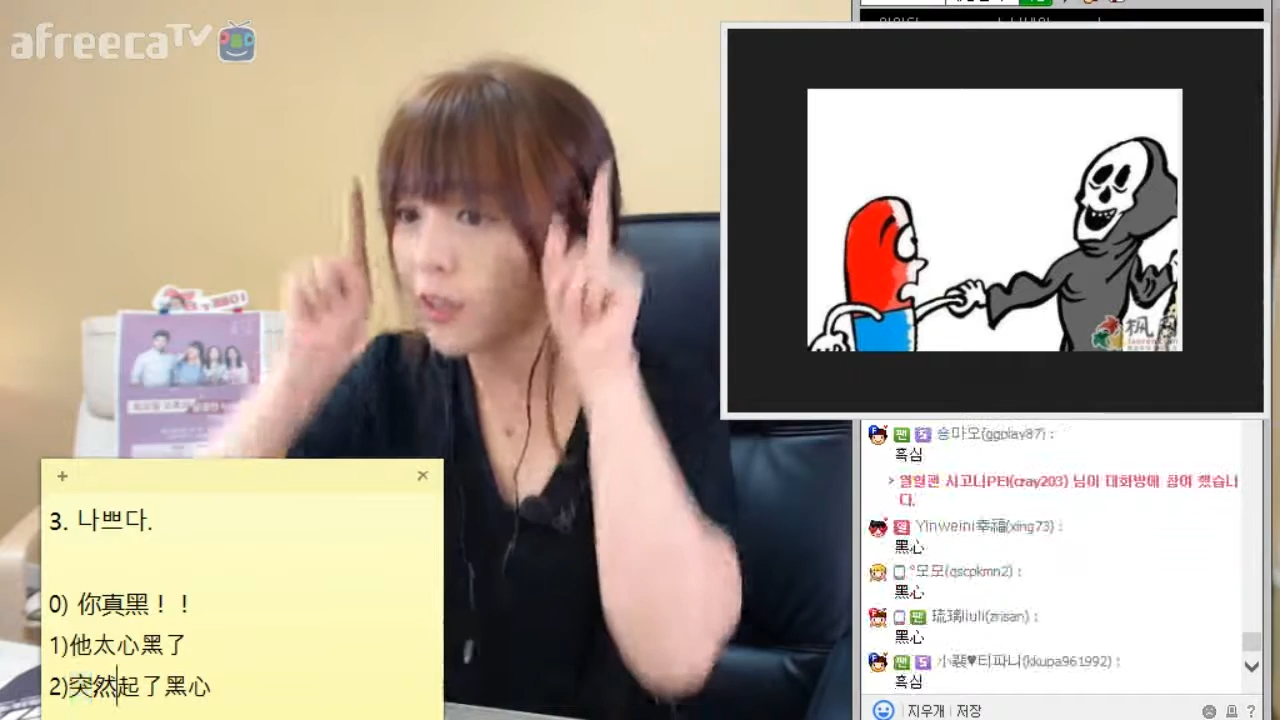 afreecaTV
3. 나쁘다.
0) 你真黑！！
1)他太心黑了
2)突然起了黑心
枫网
숑마오(ggplay87) :
흑심
열혈팬 시고니PEI(cray203) 님이 대화방에 참여 했습니
다.
Yinweini幸福(xing73) :
黑心
°모모(qscpkmn2) :
黑心
琉璃liuli(zrisan) :
黑心
小裴♥티파니(kkupa961992) :
흑심
지우개 | 저장